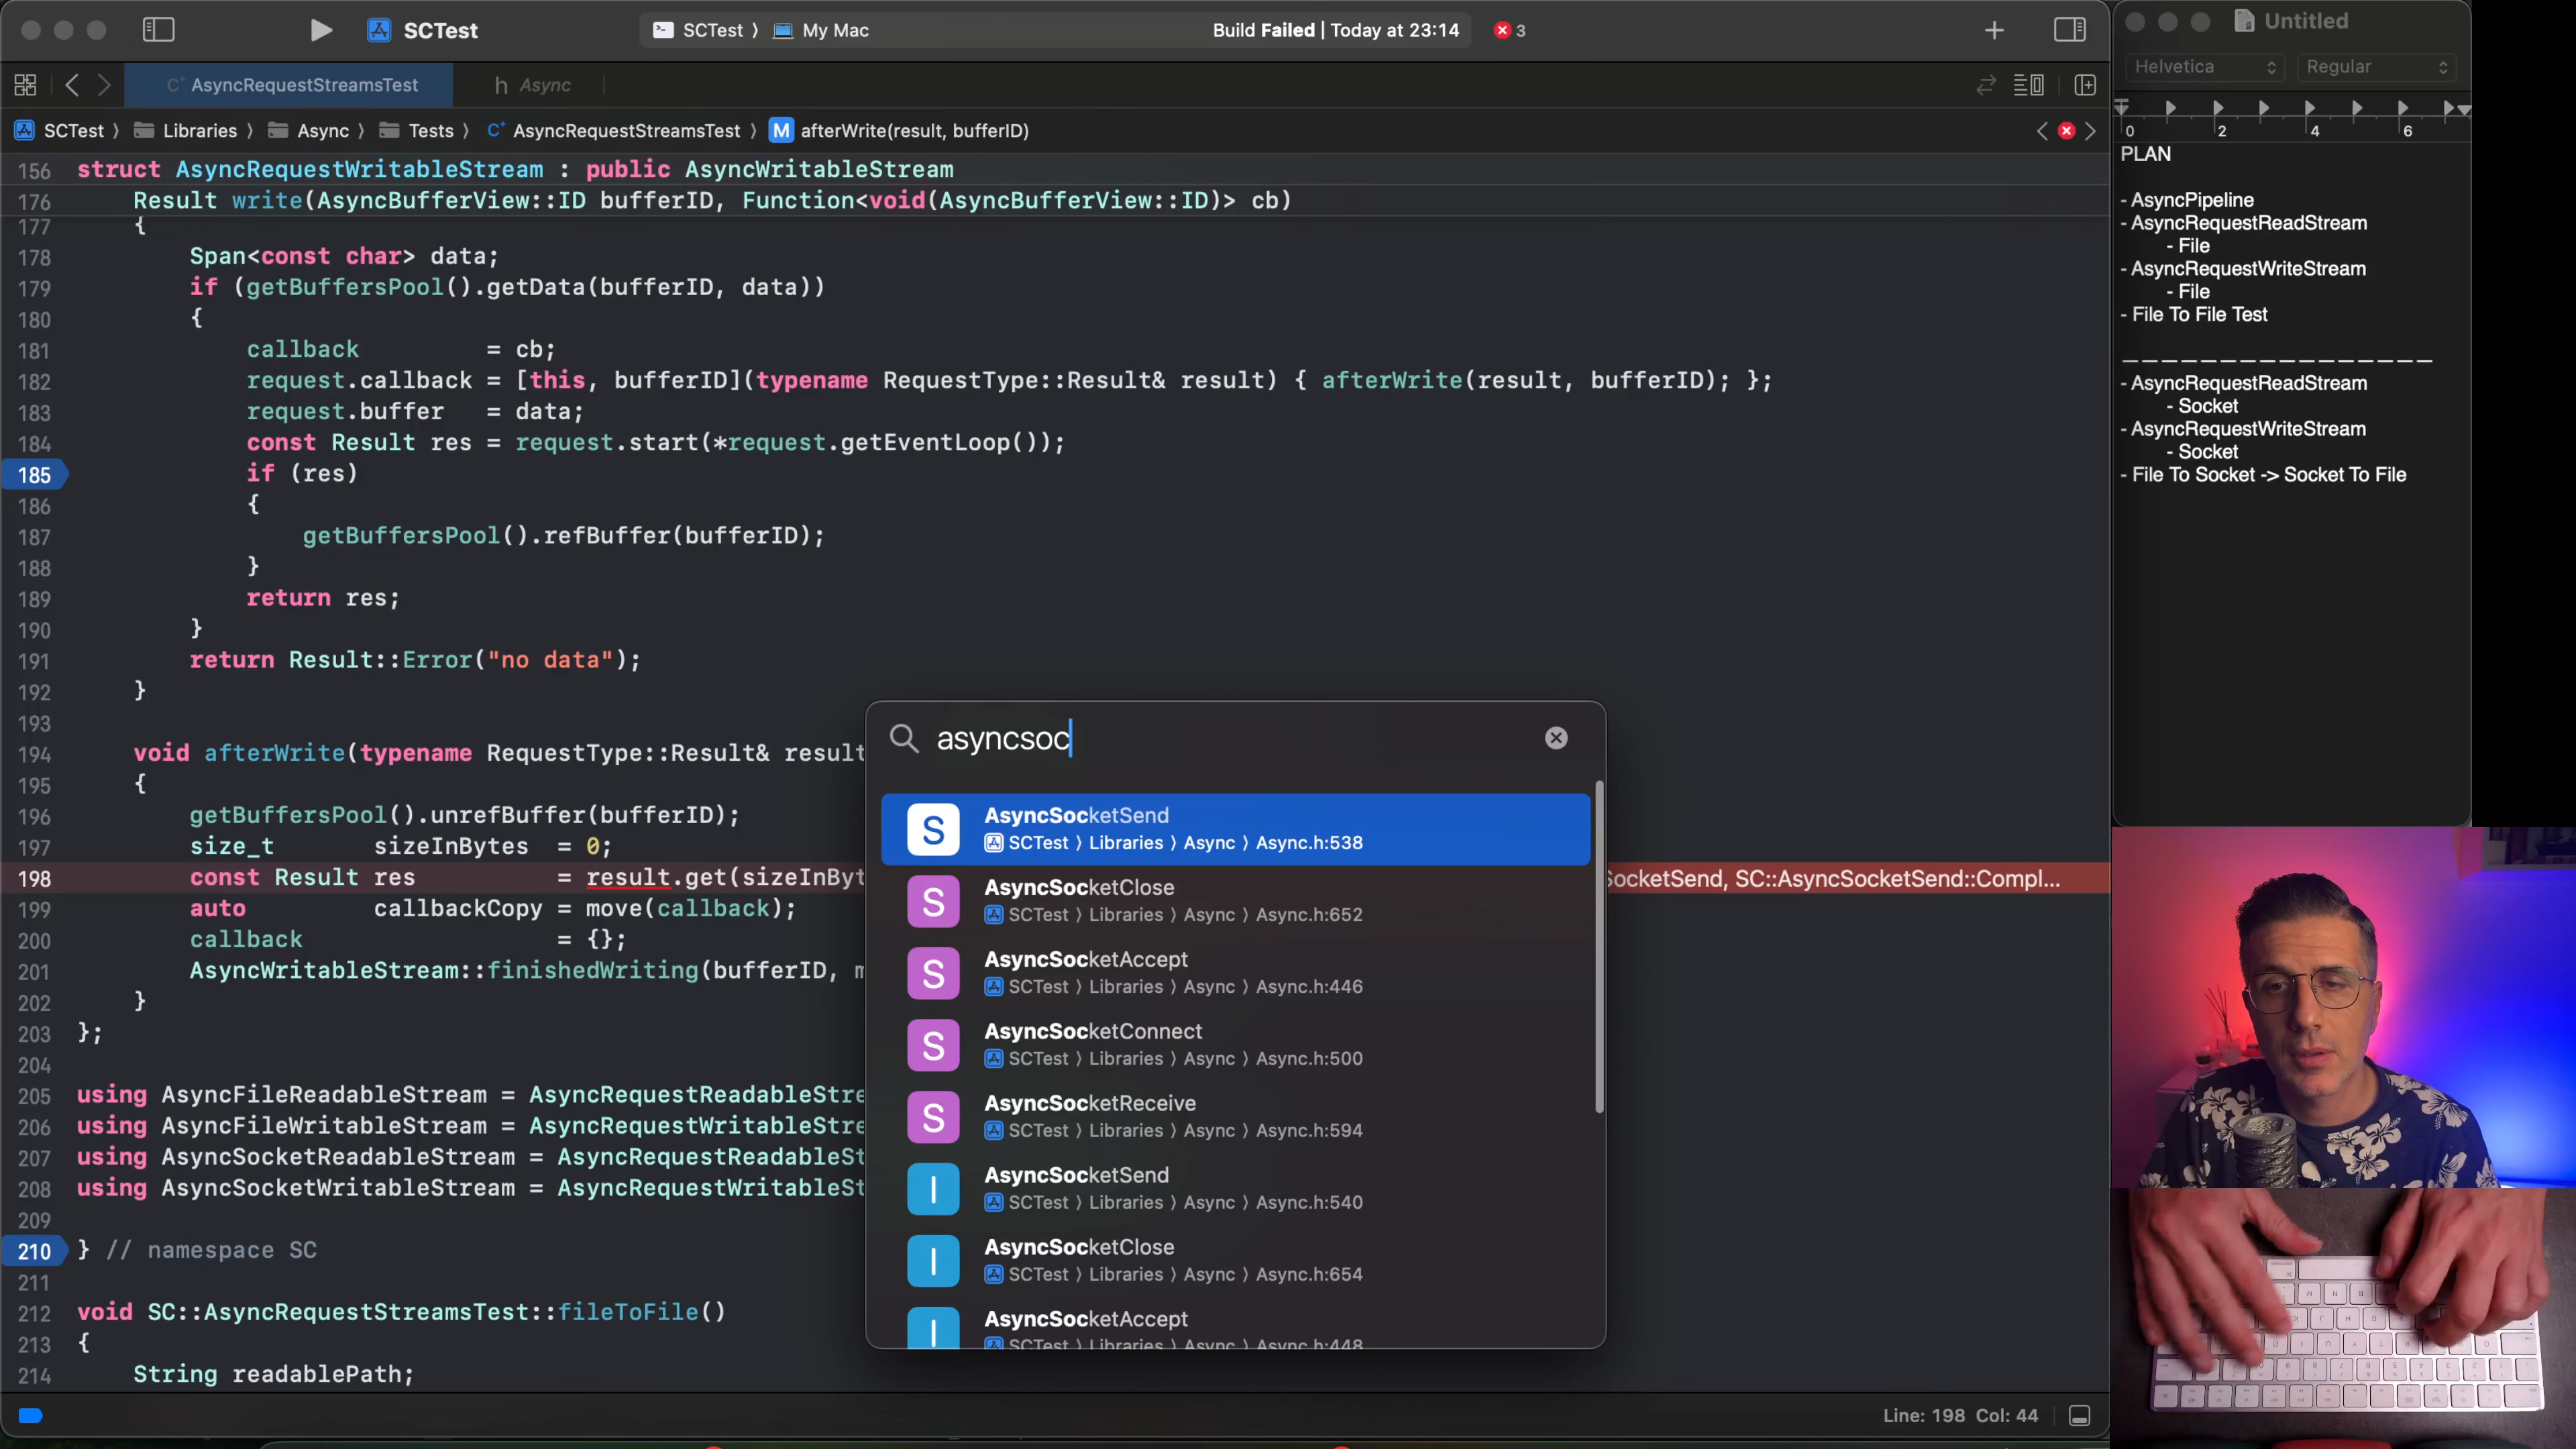 SCTest
SCTest ⟩ My Mac
Build Failed | Today at 23:14
3
AsyncRequestStreamsTest
h Async
SCTest ⟩ Libraries ⟩ Async ⟩ Tests ⟩ C+ AsyncRequestStreamsTest ⟩ M afterWrite(result, bufferID)
156 struct AsyncRequestWritableStream : public AsyncWritableStream
176 Result write(AsyncBufferView::ID bufferID, Function<void(AsyncBufferView::ID)> cb)
177 {
178 Span<const char> data;
179 if (getBuffersPool().getData(bufferID, data))
180 {
181 callback = cb;
182 request.callback = [this, bufferID](typename RequestType::Result& result) { afterWrite(result, bufferID); };
183 request.buffer = data;
184 const Result res = request.start(*request.getEventLoop());
185 if (res)
186 {
187 getBuffersPool().refBuffer(bufferID);
188 }
189 return res;
190 }
191 return Result::Error("no data");
192 }
193
194 void afterWrite(typename RequestType::Result& result
195 {
196 getBuffersPool().unrefBuffer(bufferID);
197 size_t sizeInBytes = 0;
198 const Result res = result.get(sizeInByt
SocketSend, SC::AsyncSocketSend::Compl...
199 auto callbackCopy = move(callback);
200 callback = {};
201 AsyncWritableStream::finishedWriting(bufferID, m
202 }
203 };
204
205 using AsyncFileReadableStream = AsyncRequestReadableStre
206 using AsyncFileWritableStream = AsyncRequestWritableStre
207 using AsyncSocketReadableStream = AsyncRequestReadableSt
208 using AsyncSocketWritableStream = AsyncRequestWritableSt
209
210 } // namespace SC
211
212 void SC::AsyncRequestStreamsTest::fileToFile()
213 {
214 String readablePath;
asyncsoc
S AsyncSocketSend
SCTest ⟩ Libraries ⟩ Async ⟩ Async.h:538
S AsyncSocketClose
SCTest ⟩ Libraries ⟩ Async ⟩ Async.h:652
S AsyncSocketAccept
SCTest ⟩ Libraries ⟩ Async ⟩ Async.h:446
S AsyncSocketConnect
SCTest ⟩ Libraries ⟩ Async ⟩ Async.h:500
S AsyncSocketReceive
SCTest ⟩ Libraries ⟩ Async ⟩ Async.h:594
I AsyncSocketSend
SCTest ⟩ Libraries ⟩ Async ⟩ Async.h:540
I AsyncSocketClose
SCTest ⟩ Libraries ⟩ Async ⟩ Async.h:654
I AsyncSocketAccept
SCTest ⟩ Libraries ⟩ Async ⟩ Async.h:448
Line: 198 Col: 44
Untitled
Helvetica
Regular
0 2 4 6
PLAN
- AsyncPipeline
- AsyncRequestReadStream
- File
- AsyncRequestWriteStream
- File
- File To File Test
————————————————
- AsyncRequestReadStream
- Socket
- AsyncRequestWriteStream
- Socket
- File To Socket -> Socket To File